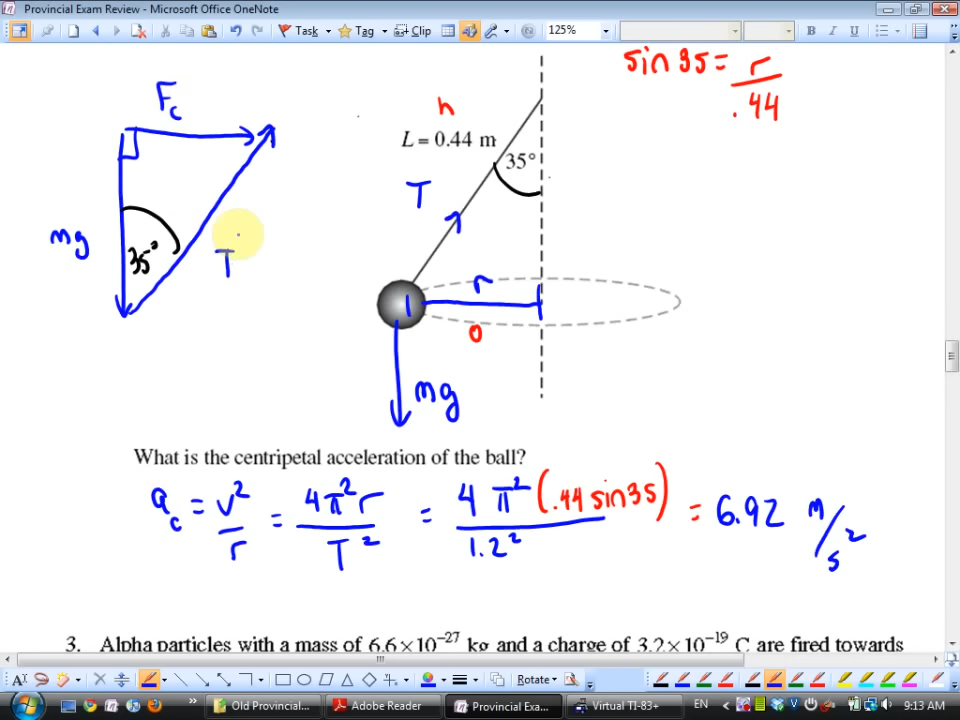 Provincial Exam Review - Microsoft Office OneNote
Task Tag Clip 125% B I U
sin 35 = r / .44
Fc
h
L = 0.44 m
35°
T
mg
35°
T
r
o
mg
What is the centripetal acceleration of the ball?
a_c = v² / r = 4π²r / T² = 4π²(.44 sin35) / 1.2² = 6.92 m/s²
3. Alpha particles with a mass of 6.6×10⁻²⁷ kg and a charge of 3.2×10⁻¹⁹ C are fired towards
Rotate
Old Provincial... Adobe Reader Provincial Exa... Virtual TI-83+ EN 9:13 AM